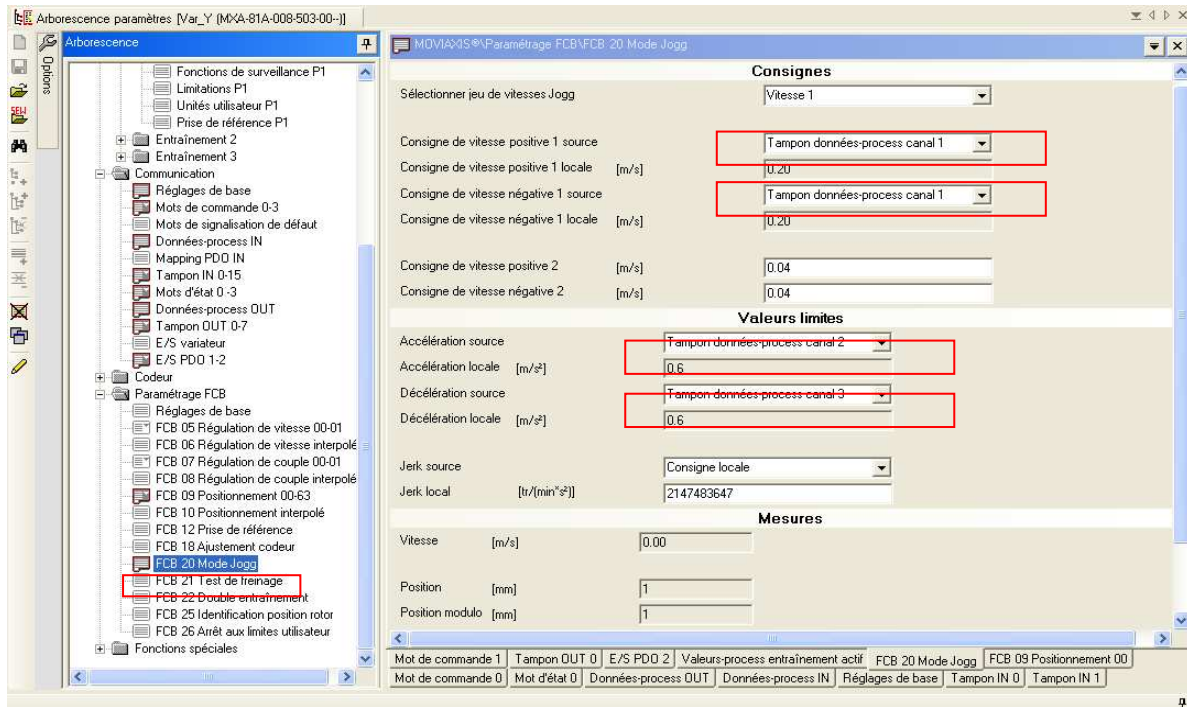 Arborescence paramètres [Var_Y (MXA-81A-008-503-00--)]
Options
Arborescence
Fonctions de surveillance P1
Limitations P1
Unités utilisateur P1
Prise de référence P1
Entraînement 2
Entraînement 3
Communication
Réglages de base
Mots de commande 0-3
Mots de signalisation de défaut
Données-process IN
Mapping PDO IN
Tampon IN 0-15
Mots d'état 0 -3
Données-process OUT
Tampon OUT 0-7
E/S variateur
E/S PDO 1-2
Codeur
Paramétrage FCB
Réglages de base
FCB 05 Régulation de vitesse 00-01
FCB 06 Régulation de vitesse interpolé
FCB 07 Régulation de couple 00-01
FCB 08 Régulation de couple interpolé
FCB 09 Positionnement 00-63
FCB 10 Positionnement interpolé
FCB 12 Prise de référence
FCB 18 Ajustement codeur
FCB 20 Mode Jogg
FCB 21 Test de freinage
FCB 22 Double entraînement
FCB 25 Identification position rotor
FCB 26 Arrêt aux limites utilisateur
Fonctions spéciales
MOVIAXIS®\Paramétrage FCB\FCB 20 Mode Jogg
Consignes
Sélectionner jeu de vitesses Jogg Vitesse 1
Consigne de vitesse positive 1 source Tampon données-process canal 1
Consigne de vitesse positive 1 locale [m/s] 0.20
Consigne de vitesse négative 1 source Tampon données-process canal 1
Consigne de vitesse négative 1 locale [m/s] 0.20
Consigne de vitesse positive 2 [m/s] 0.04
Consigne de vitesse négative 2 [m/s] 0.04
Valeurs limites
Accélération source Tampon données-process canal 2
Accélération locale [m/s²] 0.6
Décélération source Tampon données-process canal 3
Décélération locale [m/s²] 0.6
Jerk source Consigne locale
Jerk local [tr/(min*s²)] 2147483647
Mesures
Vitesse [m/s] 0.00
Position [mm] 1
Position modulo [mm] 1
Mot de commande 1 Tampon OUT 0 E/S PDO 2 Valeurs-process entraînement actif FCB 20 Mode Jogg FCB 09 Positionnement 00
Mot de commande 0 Mot d'état 0 Données-process OUT Données-process IN Réglages de base Tampon IN 0 Tampon IN 1